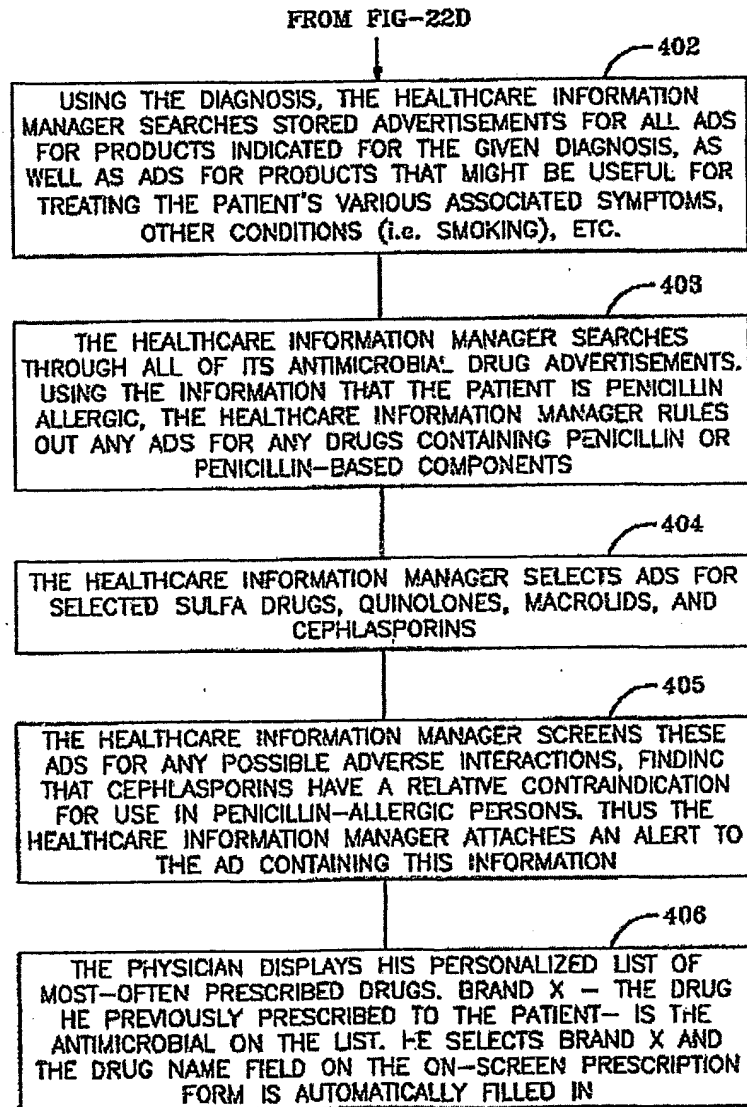 FROM FIG-22D
402
USING THE DIAGNOSIS, THE HEALTHCARE INFORMATION
MANAGER SEARCHES STORED ADVERTISEMENTS FOR ALL ADS
FOR PRODUCTS INDICATED FOR THE GIVEN DIAGNOSIS, AS
WELL AS ADS FOR PRODUCTS THAT MIGHT BE USEFUL FOR
TREATING THE PATIENT'S VARIOUS ASSOCIATED SYMPTOMS,
OTHER CONDITIONS (i.e. SMOKING), ETC.
403
THE HEALTHCARE INFORMATION MANAGER SEARCHES
THROUGH ALL OF ITS ANTIMICROBIAL DRUG ADVERTISEMENTS.
USING THE INFORMATION THAT THE PATIENT IS PENICILLIN
ALLERGIC, THE HEALTHCARE INFORMATION MANAGER RULES
OUT ANY ADS FOR ANY DRUGS CONTAINING PENICILLIN OR
PENICILLIN-BASED COMPONENTS
404
THE HEALTHCARE INFORMATION MANAGER SELECTS ADS FOR
SELECTED SULFA DRUGS, QUINOLONES, MACROLIDS, AND
CEPHLASPORINS
405
THE HEALTHCARE INFORMATION MANAGER SCREENS THESE
ADS FOR ANY POSSIBLE ADVERSE INTERACTIONS, FINDING
THAT CEPHLASPORINS HAVE A RELATIVE CONTRAINDICATION
FOR USE IN PENICILLIN-ALLERGIC PERSONS. THUS THE
HEALTHCARE INFORMATION MANAGER ATTACHES AN ALERT TO
THE AD CONTAINING THIS INFORMATION
406
THE PHYSICIAN DISPLAYS HIS PERSONALIZED LIST OF
MOST-OFTEN PRESCRIBED DRUGS. BRAND X - THE DRUG
HE PREVIOUSLY PRESCRIBED TO THE PATIENT- IS THE
ANTIMICROBIAL ON THE LIST. HE SELECTS BRAND X AND
THE DRUG NAME FIELD ON THE ON-SCREEN PRESCRIPTION
FORM IS AUTOMATICALLY FILLED IN